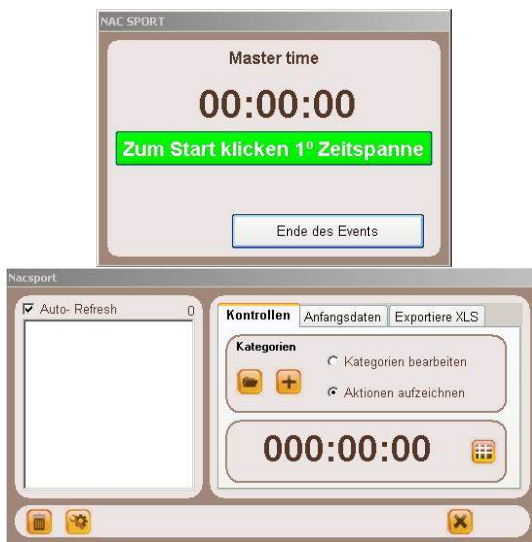 NAC SPORT
Master time
00:00:00
Zum Start klicken 1º Zeitspanne
Ende des Events
Nacsport
Auto- Refresh 0
Kontrollen Anfangsdaten Exportiere XLS
Kategorien
Kategorien bearbeiten
Aktionen aufzeichnen
000:00:00